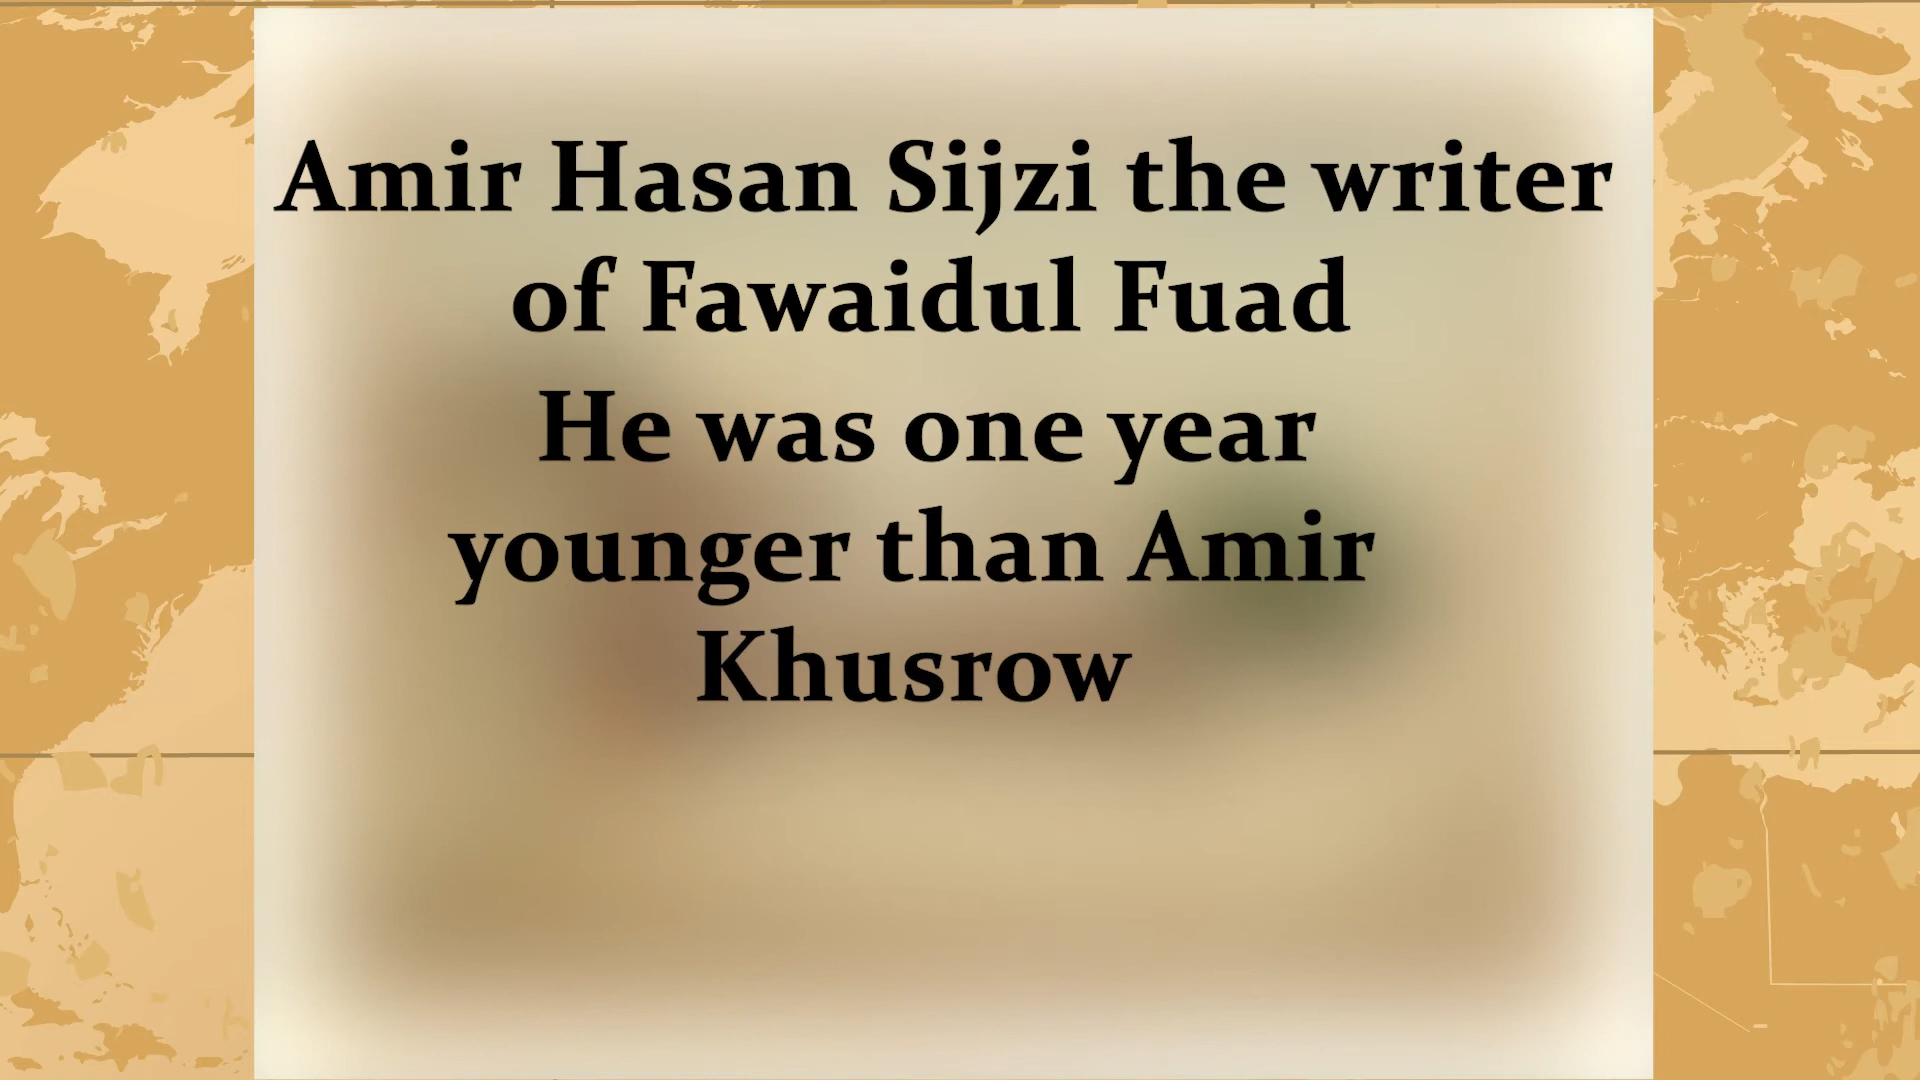 Amir Hasan Sijzi the writer
of Fawaidul Fuad
He was one year
younger than Amir
Khusrow